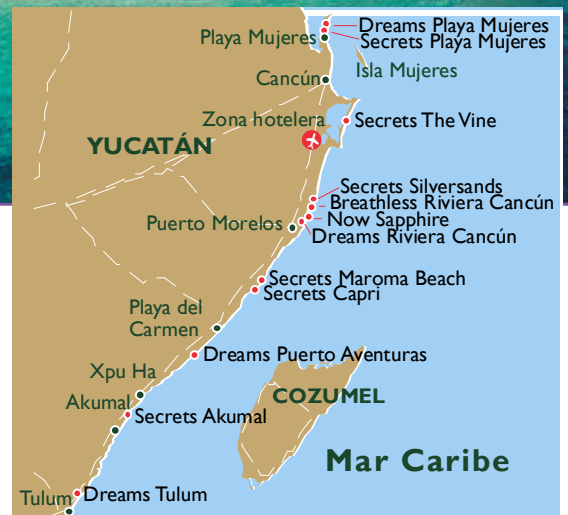 Dreams Playa Mujeres
Playa Mujeres
Secrets Playa Mujeres
Isla Mujeres
Cancún
Zona hotelera
Secrets The Vine
YUCATÁN
Secrets Silversands
Breathless Riviera Cancún
Now Sapphire
Puerto Morelos
Dreams Riviera Cancún
Secrets Maroma Beach
Secrets Capri
Playa del
Carmen
Dreams Puerto Aventuras
Xpu Ha
COZUMEL
Akumal
Secrets Akumal
Mar Caribe
Tulum
Dreams Tulum